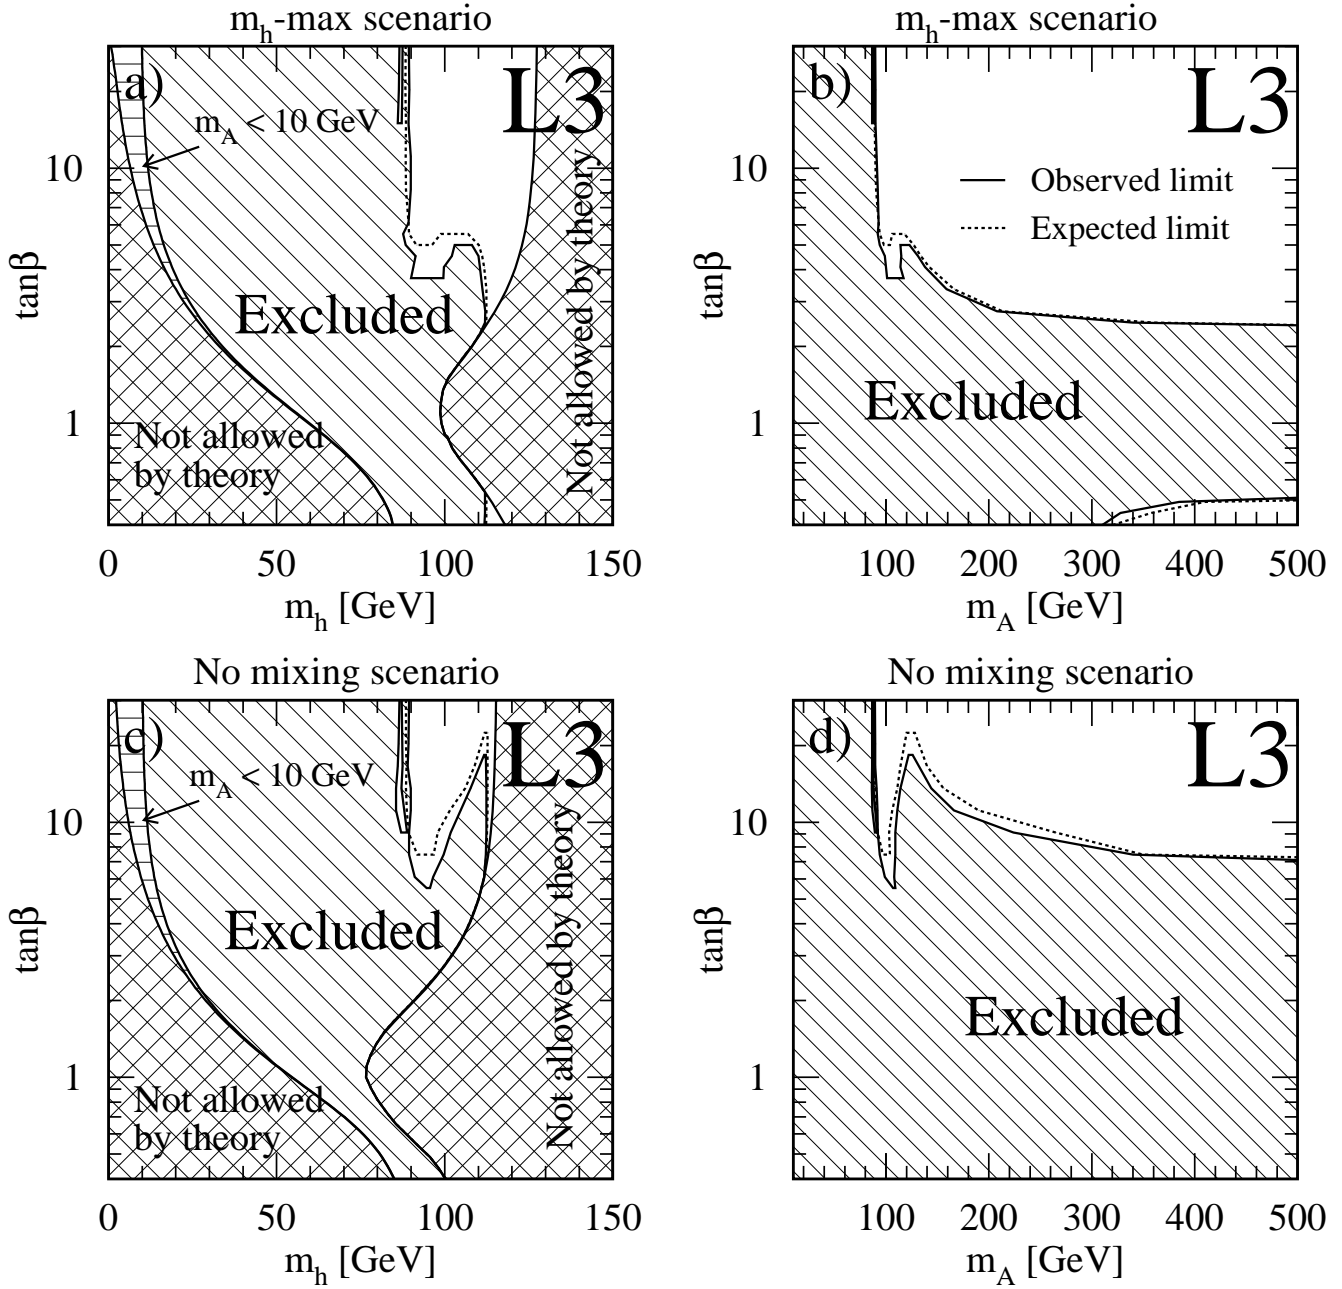 m_h-max scenario
a)
L3
m_A < 10 GeV
10
Excluded
Not allowed by theory
tanβ
1
Not allowed
by theory
0 50 100 150
m_h [GeV]
m_h-max scenario
b)
L3
10
Observed limit
Expected limit
tanβ
Excluded
1
100 200 300 400 500
m_A [GeV]
No mixing scenario
c)
L3
m_A < 10 GeV
10
Excluded
Not allowed by theory
tanβ
1
Not allowed
by theory
0 50 100 150
m_h [GeV]
No mixing scenario
d)
L3
10
tanβ
Excluded
1
100 200 300 400 500
m_A [GeV]